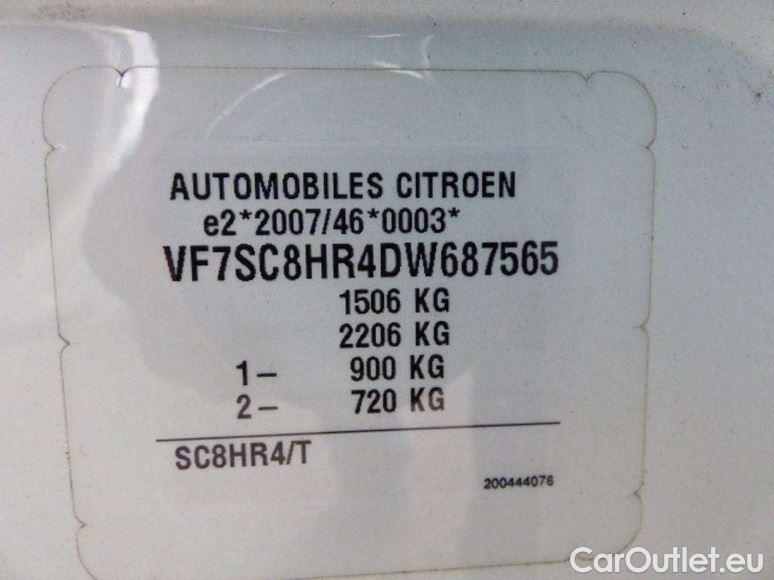 AUTOMOBILES CITROEN
e2*2007/46*0003*
VF7SC8HR4DW687565
1506 KG
2206 KG
1– 900 KG
2– 720 KG
SC8HR4/T
200444076
CarOutlet.eu